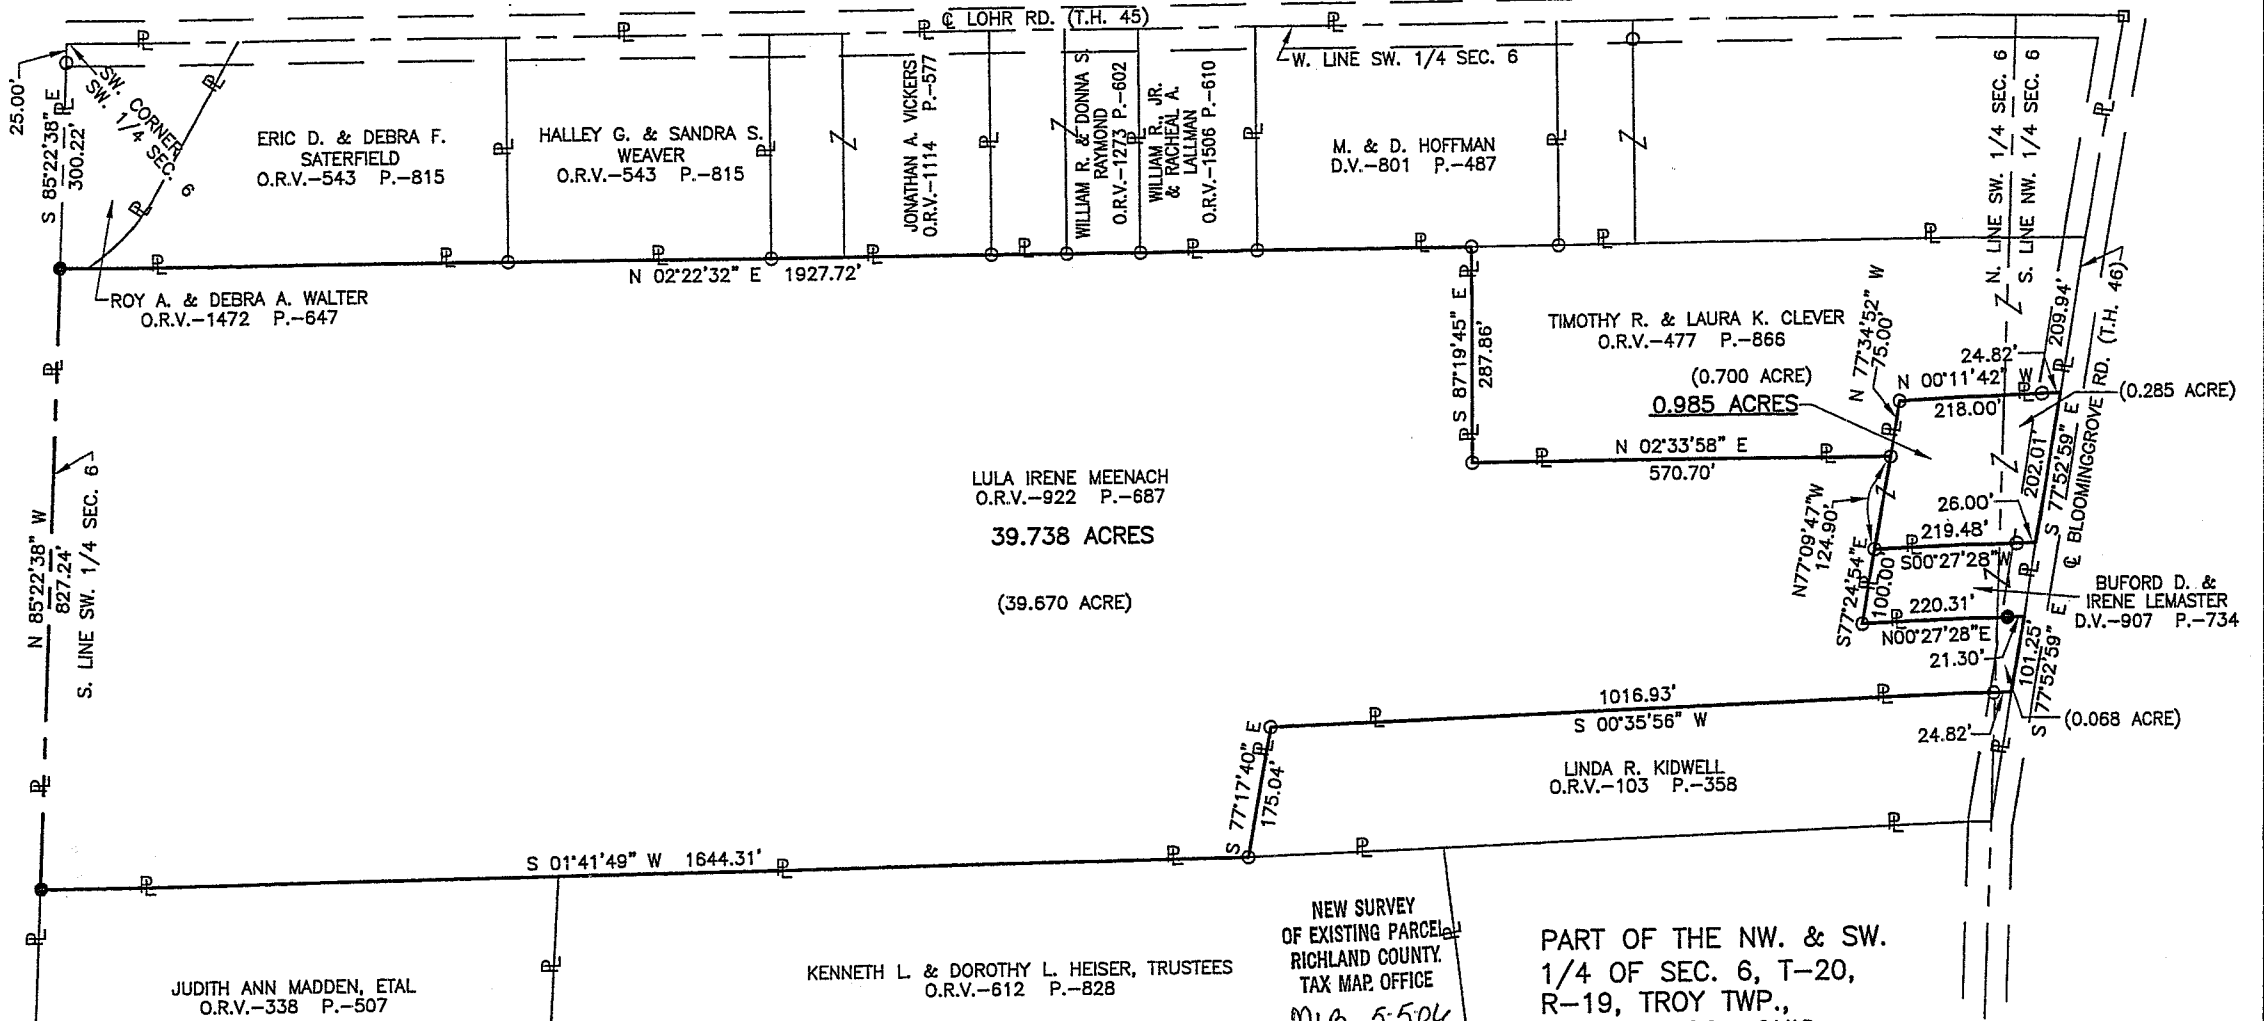 ℄ LOHR RD. (T.H. 45)
25.00'
SW. CORNER
SW. 1/4 SEC. 6
S 85°22'38" E
300.22'
ERIC D. & DEBRA F.
SATERFIELD
O.R.V.-543 P.-815
HALLEY G. & SANDRA S.
WEAVER
O.R.V.-543 P.-815
JONATHAN A. VICKERS
O.R.V.-1114 P.-577
WILLIAM R. & DONNA S.
RAYMOND
O.R.V.-1273 P.-602
WILLIAM R., JR.
& RACHEAL A.
LALLMAN
O.R.V.-1506 P.-610
W. LINE SW. 1/4 SEC. 6
M. & D. HOFFMAN
D.V.-801 P.-487
N. LINE SW. 1/4 SEC. 6
S. LINE NW. 1/4 SEC. 6
N 02°22'32" E 1927.72'
ROY A. & DEBRA A. WALTER
O.R.V.-1472 P.-647
S 87°19'45" E
287.86'
TIMOTHY R. & LAURA K. CLEVER
O.R.V.-477 P.-866
(0.700 ACRE)
0.985 ACRES
N 77°34'52" W
75.00'
24.82'
209.94'
N 00°11'42" W
218.00'
(0.285 ACRE)
℄ BLOOMINGGROVE RD. (T.H. 46)
202.01'
S 77°52'59" E
N 02°33'58" E
570.70'
LULA IRENE MEENACH
O.R.V.-922 P.-687
39.738 ACRES
(39.670 ACRE)
N 85°22'38" W
827.24'
S. LINE SW. 1/4 SEC. 6
N77°09'47"W
124.90'
26.00'
219.48'
S00°27'28"W
S77°24'54"E
100.00'
220.31'
N00°27'28"E
BUFORD D. &
IRENE LEMASTER
D.V.-907 P.-734
21.30'
101.25'
S 77°52'59" E
1016.93'
S 00°35'56" W
(0.068 ACRE)
24.82'
S 77°17'40" E
175.04'
LINDA R. KIDWELL
O.R.V.-103 P.-358
S 01°41'49" W 1644.31'
JUDITH ANN MADDEN, ETAL
O.R.V.-338 P.-507
KENNETH L. & DOROTHY L. HEISER, TRUSTEES
O.R.V.-612 P.-828
NEW SURVEY
OF EXISTING PARCEL
RICHLAND COUNTY.
TAX MAP. OFFICE
5-5-04
PART OF THE NW. & SW.
1/4 OF SEC. 6, T-20,
R-19, TROY TWP.,